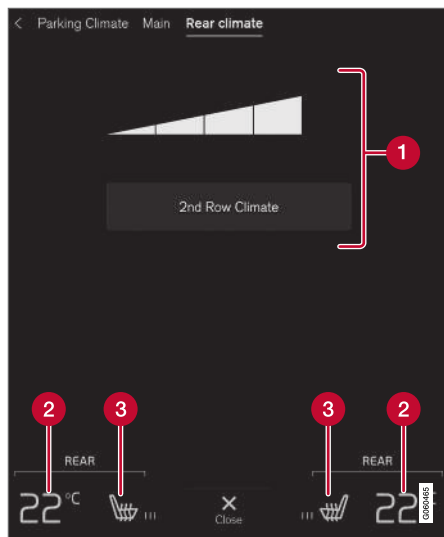 < Parking Climate Main Rear climate
1
2nd Row Climate
2 3 3 2
REAR REAR
22°C 22°
X
Close
G060465